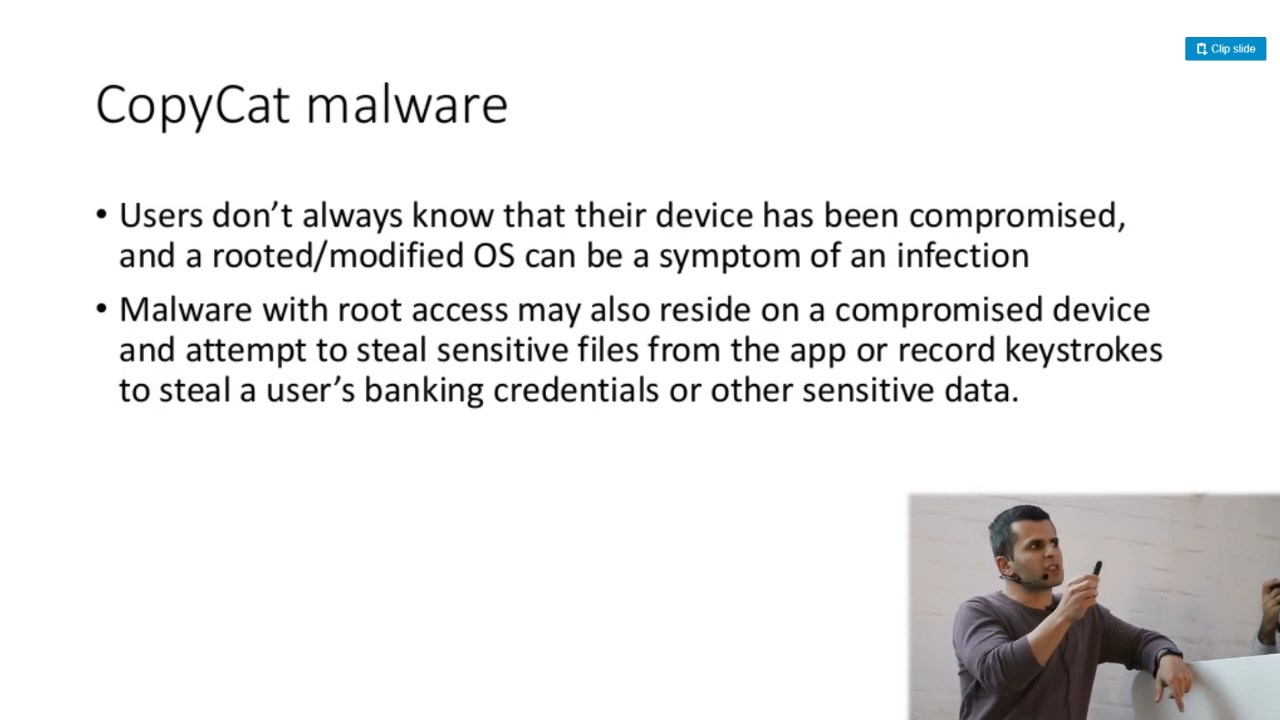 Clip slide
CopyCat malware
• Users don’t always know that their device has been compromised,
and a rooted/modified OS can be a symptom of an infection
• Malware with root access may also reside on a compromised device
and attempt to steal sensitive files from the app or record keystrokes
to steal a user’s banking credentials or other sensitive data.